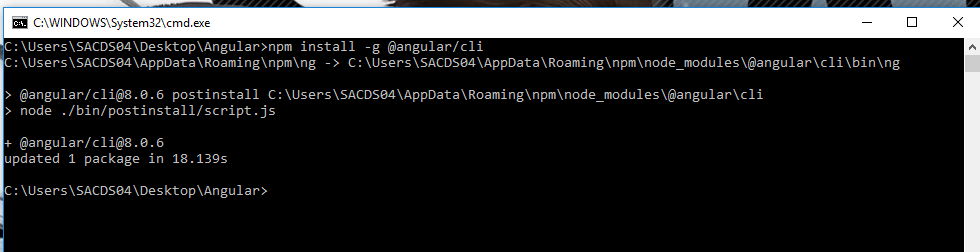 C:\WINDOWS\System32\cmd.exe
C:\Users\SACDS04\Desktop\Angular>npm install -g @angular/cli
C:\Users\SACDS04\AppData\Roaming\npm\ng -> C:\Users\SACDS04\AppData\Roaming\npm\node_modules\@angular\cli\bin\ng
> @angular/cli@8.0.6 postinstall C:\Users\SACDS04\AppData\Roaming\npm\node_modules\@angular\cli
> node ./bin/postinstall/script.js
+ @angular/cli@8.0.6
updated 1 package in 18.139s
C:\Users\SACDS04\Desktop\Angular>